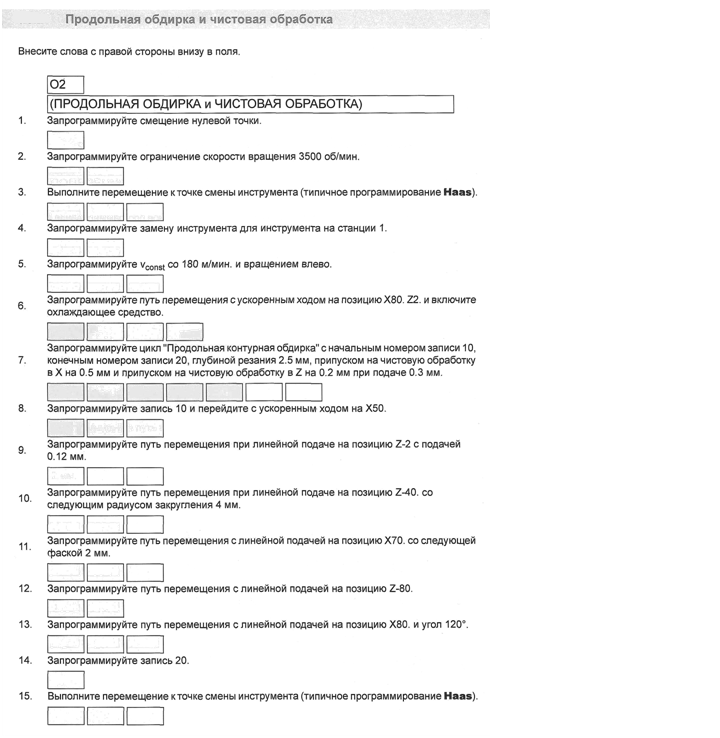 Продольная обдирка и чистовая обработка
Внесите слова с правой стороны внизу в поля.
O2
(ПРОДОЛЬНАЯ ОБДИРКА и ЧИСТОВАЯ ОБРАБОТКА)
1. Запрограммируйте смещение нулевой точки.
2. Запрограммируйте ограничение скорости вращения 3500 об/мин.
3. Выполните перемещение к точке смены инструмента (типичное программирование Haas).
4. Запрограммируйте замену инструмента для инструмента на станции 1.
5. Запрограммируйте vconst со 180 м/мин. и вращением влево.
6. Запрограммируйте путь перемещения с ускоренным ходом на позицию X80. Z2. и включите
охлаждающее средство.
Запрограммируйте цикл "Продольная контурная обдирка" с начальным номером записи 10,
7. конечным номером записи 20, глубиной резания 2.5 мм, припуском на чистовую обработку
в X на 0.5 мм и припуском на чистовую обработку в Z на 0.2 мм при подаче 0.3 мм.
8. Запрограммируйте запись 10 и перейдите с ускоренным ходом на X50.
9. Запрограммируйте путь перемещения при линейной подаче на позицию Z-2 с подачей
0.12 мм.
10. Запрограммируйте путь перемещения при линейной подаче на позицию Z-40. со
следующим радиусом закругления 4 мм.
11. Запрограммируйте путь перемещения с линейной подачей на позицию X70. со следующей
фаской 2 мм.
12. Запрограммируйте путь перемещения с линейной подачей на позицию Z-80.
13. Запрограммируйте путь перемещения с линейной подачей на позицию X80. и угол 120°.
14. Запрограммируйте запись 20.
15. Выполните перемещение к точке смены инструмента (типичное программирование Haas).